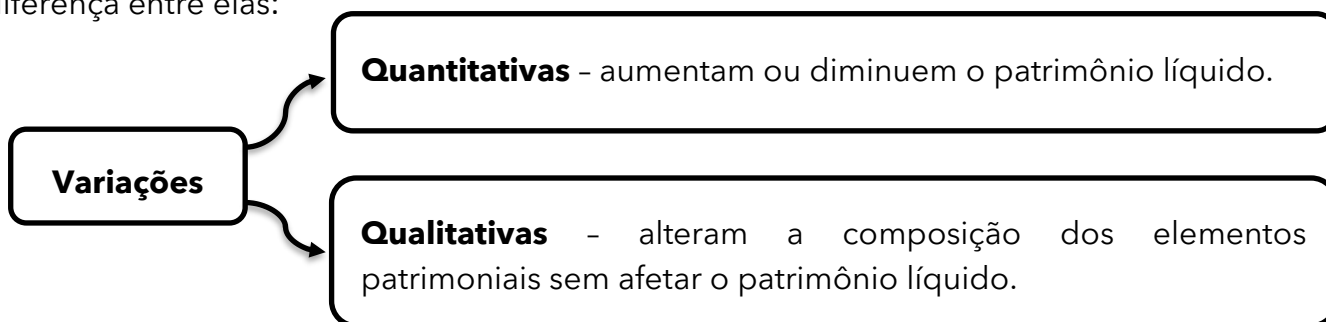 diferença entre elas:
Quantitativas – aumentam ou diminuem o patrimônio líquido.
Variações
Qualitativas – alteram a composição dos elementos
patrimoniais sem afetar o patrimônio líquido.